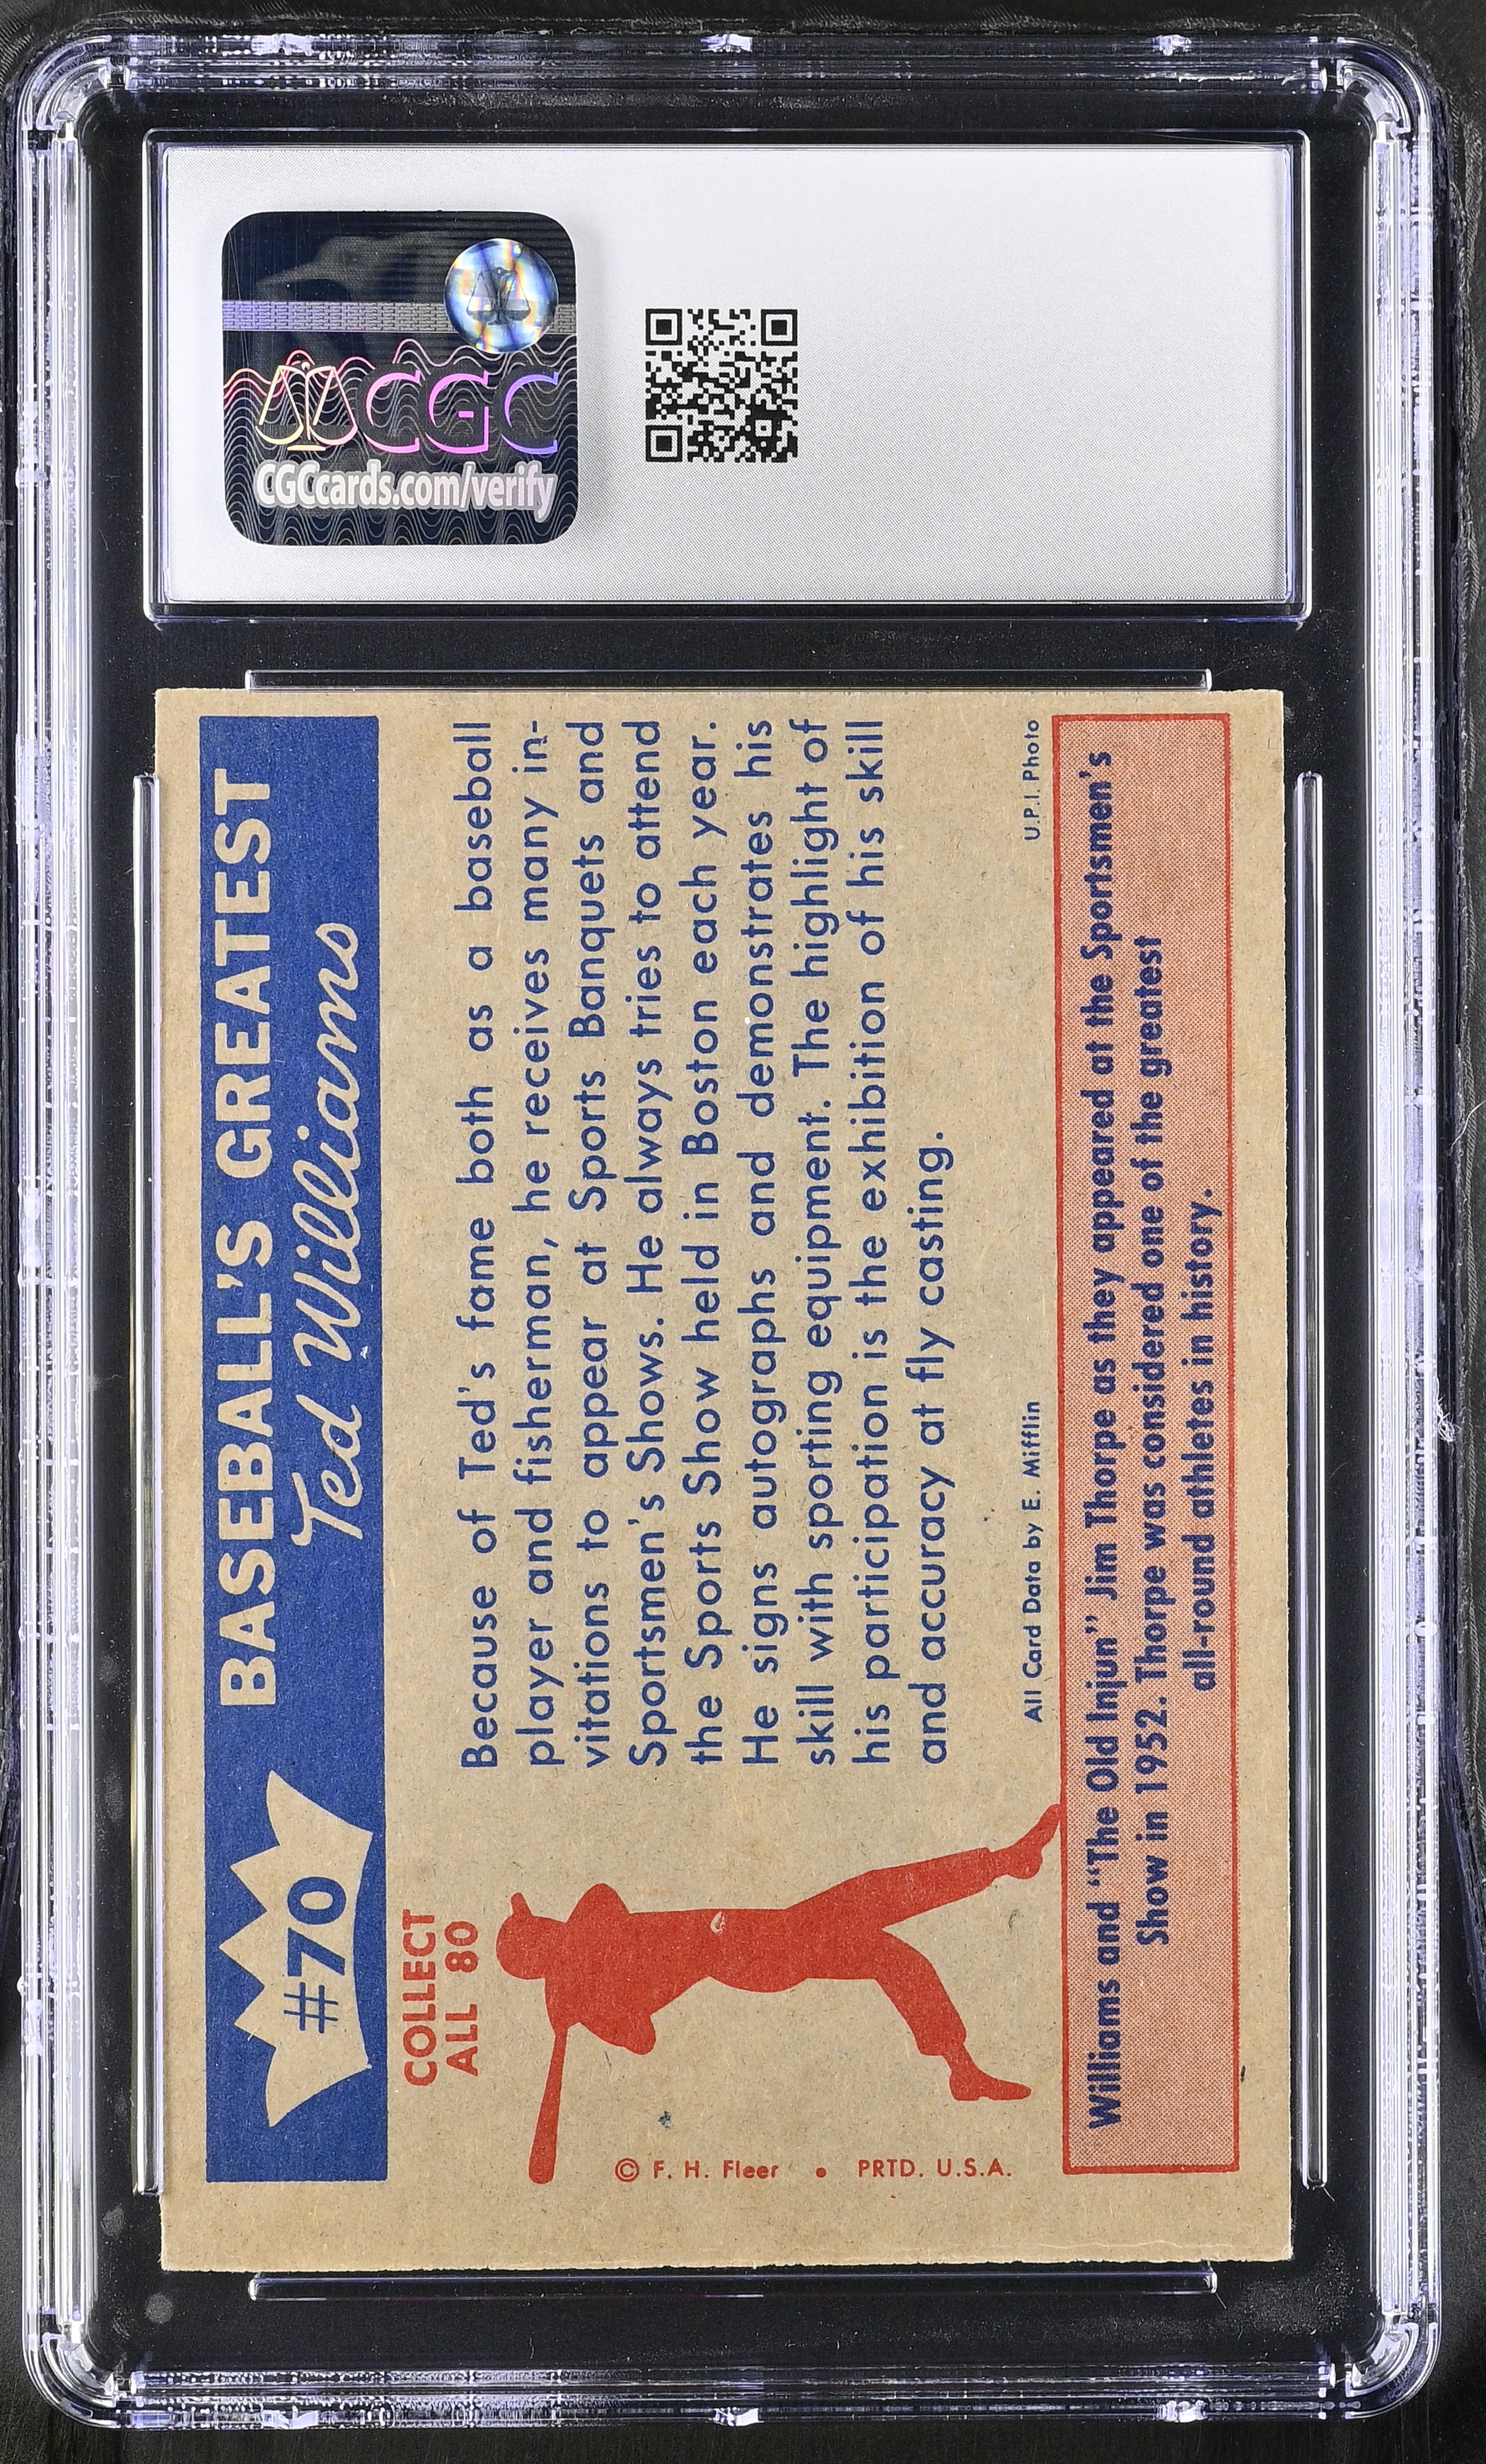 CGC
CGCcards.com/verify
#70
BASEBALL'S GREATEST
Ted Williams
COLLECT
ALL 80
Because of Ted's fame both as a baseball
player and fisherman, he receives many in-
vitations to appear at Sports Banquets and
Sportsmen's Shows. He always tries to attend
the Sports Show held in Boston each year.
He signs autographs and demonstrates his
skill with sporting equipment. The highlight of
his participation is the exhibition of his skill
and accuracy at fly casting.
© F. H. Fleer • PRTD. U.S.A.
All Card Data by E. Mifflin
U.P.I. Photo
Williams and "The Old Injun" Jim Thorpe as they appeared at the Sportsmen's
Show in 1952. Thorpe was considered one of the greatest
all-round athletes in history.